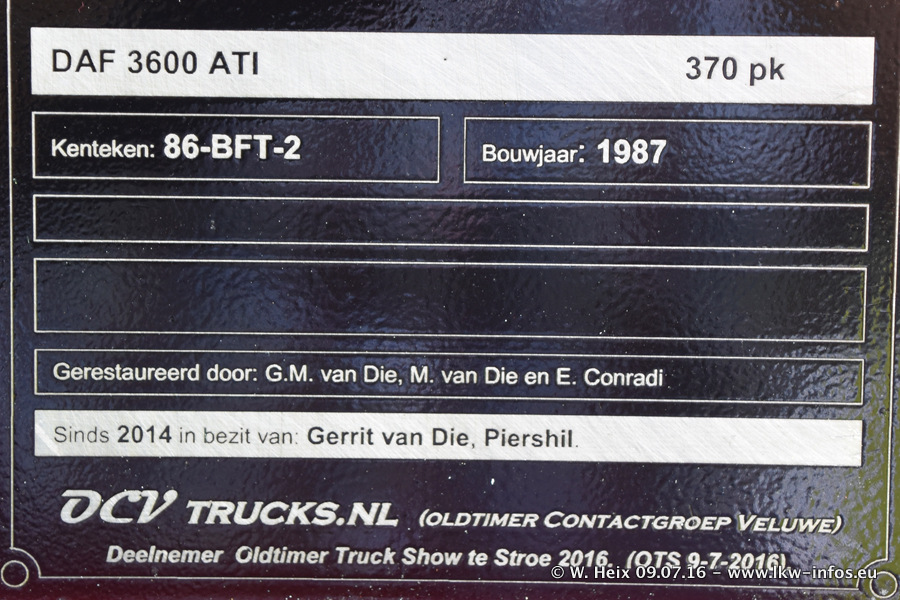 DAF 3600 ATI 370 pk
Kenteken: 86-BFT-2 Bouwjaar: 1987
Gerestaureerd door: G.M. van Die, M. van Die en E. Conradi
Sinds 2014 in bezit van: Gerrit van Die, Piershil.
OCV TRUCKS.NL (OLDTIMER CONTACTGROEP VELUWE)
Deelnemer Oldtimer Truck Show te Stroe 2016. (OTS 9-7-2016).
© W. Heix 09.07.16 - www.lkw-infos.eu